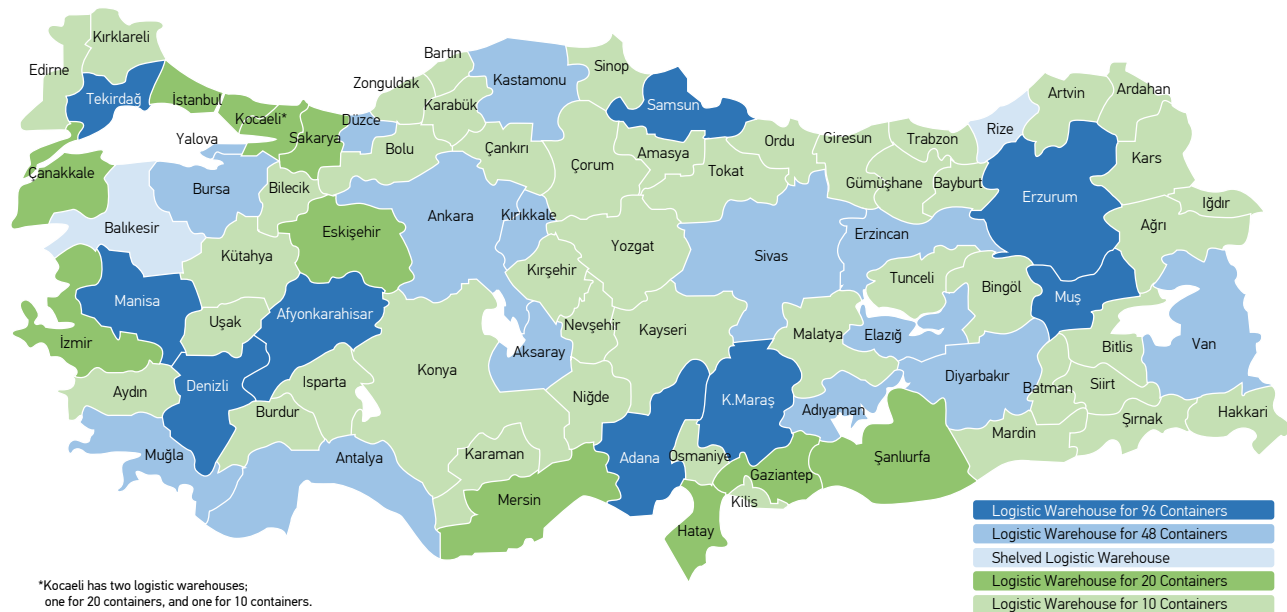 Kırklareli
Edirne
Tekirdağ
İstanbul
Kocaeli*
Sakarya
Yalova
Düzce
Zonguldak
Bartın
Karabük
Kastamonu
Sinop
Samsun
Bolu
Çankırı
Çorum
Amasya
Tokat
Ordu
Giresun
Trabzon
Rize
Artvin
Ardahan
Kars
Gümüşhane
Bayburt
Erzurum
Iğdır
Ağrı
Çanakkale
Bursa
Bilecik
Balıkesir
Eskişehir
Ankara
Kırıkkale
Kütahya
Yozgat
Sivas
Erzincan
Kırşehir
Tunceli
Bingöl
Muş
Manisa
Uşak
Afyonkarahisar
İzmir
Nevşehir
Kayseri
Aksaray
Malatya
Elazığ
Bitlis
Van
Konya
Aydın
Denizli
Isparta
Burdur
Niğde
K.Maraş
Adıyaman
Diyarbakır
Batman
Siirt
Şırnak
Hakkari
Mardin
Muğla
Antalya
Karaman
Adana
Osmaniye
Gaziantep
Şanlıurfa
Mersin
Kilis
Hatay
Logistic Warehouse for 96 Containers
Logistic Warehouse for 48 Containers
Shelved Logistic Warehouse
Logistic Warehouse for 20 Containers
Logistic Warehouse for 10 Containers
*Kocaeli has two logistic warehouses;
one for 20 containers, and one for 10 containers.